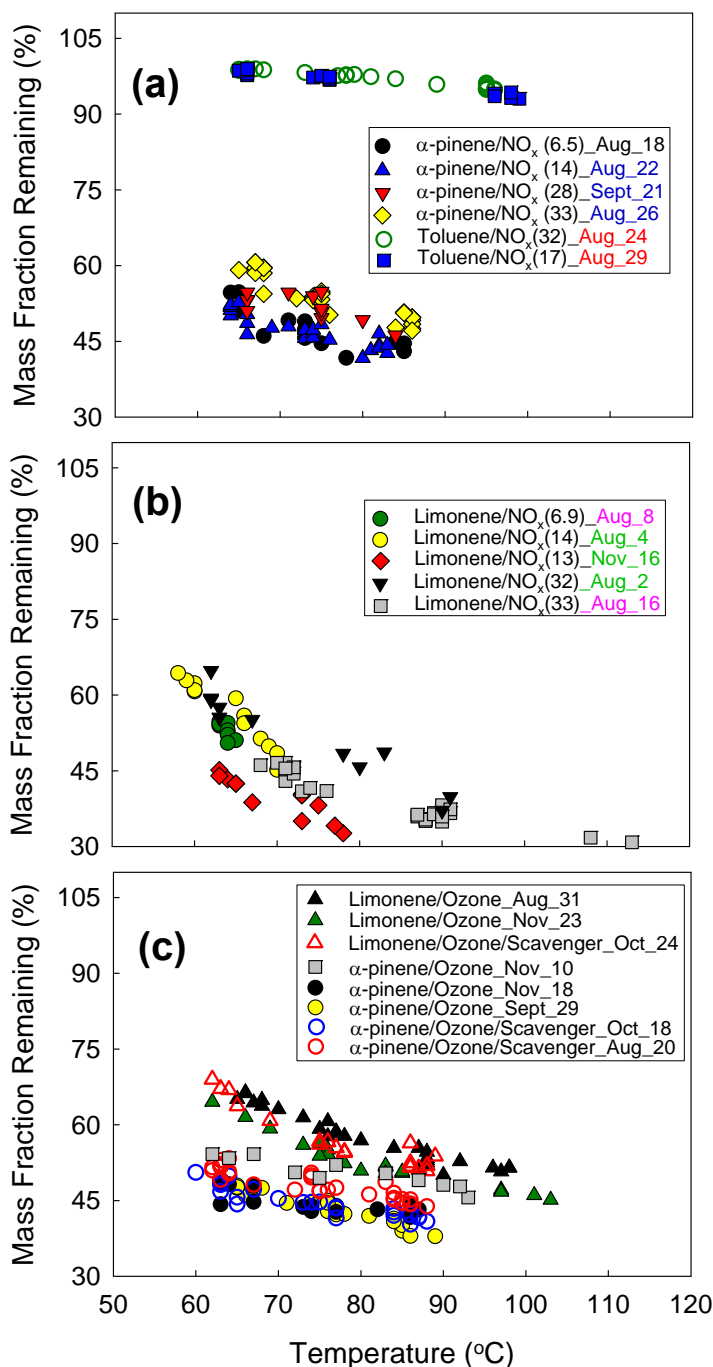 105
90
75
60
45
30
Mass Fraction Remaining (%)
(a)
α-pinene/NOx (6.5)_Aug_18
α-pinene/NOx (14)_Aug_22
α-pinene/NOx (28)_Sept_21
α-pinene/NOx (33)_Aug_26
Toluene/NOx(32)_Aug_24
Toluene/NOx(17)_Aug_29
105
90
75
60
45
30
Mass Fraction Remaining (%)
(b)
Limonene/NOx(6.9)_Aug_8
Limonene/NOx(14)_Aug_4
Limonene/NOx(13)_Nov_16
Limonene/NOx(32)_Aug_2
Limonene/NOx(33)_Aug_16
105
90
75
60
45
30
Mass Fraction Remaining (%)
(c)
Limonene/Ozone_Aug_31
Limonene/Ozone_Nov_23
Limonene/Ozone/Scavenger_Oct_24
α-pinene/Ozone_Nov_10
α-pinene/Ozone_Nov_18
α-pinene/Ozone_Sept_29
α-pinene/Ozone/Scavenger_Oct_18
α-pinene/Ozone/Scavenger_Aug_20
50 60 70 80 90 100 110 120
Temperature (oC)